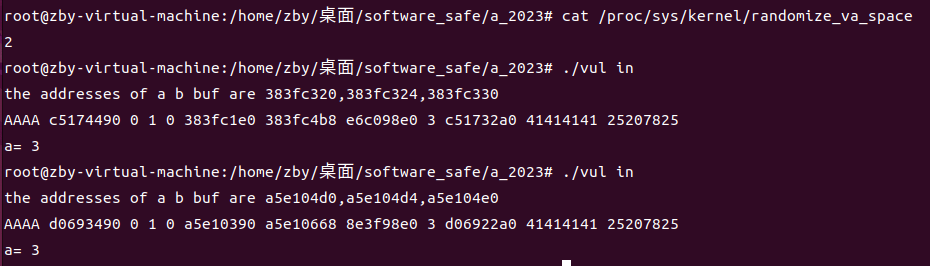 root@zby-virtual-machine:/home/zby/桌面/software_safe/a_2023# cat /proc/sys/kernel/randomize_va_space
2
root@zby-virtual-machine:/home/zby/桌面/software_safe/a_2023# ./vul in
the addresses of a b buf are 383fc320,383fc324,383fc330
AAAA c5174490 0 1 0 383fc1e0 383fc4b8 e6c098e0 3 c51732a0 41414141 25207825
a= 3
root@zby-virtual-machine:/home/zby/桌面/software_safe/a_2023# ./vul in
the addresses of a b buf are a5e104d0,a5e104d4,a5e104e0
AAAA d0693490 0 1 0 a5e10390 a5e10668 8e3f98e0 3 d06922a0 41414141 25207825
a= 3